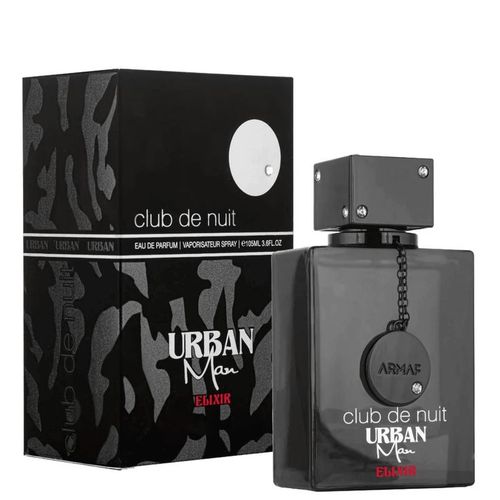 club de nuit
URBAN URBAN URBAN
club de nuit
EAU DE PARFUM | VAPORISATEUR SPRAY | ℮105ML 3.6FL.OZ
URBAN
Man
ELIXIR
ARMAF
club de nuit
URBAN
Man
ELIXIR